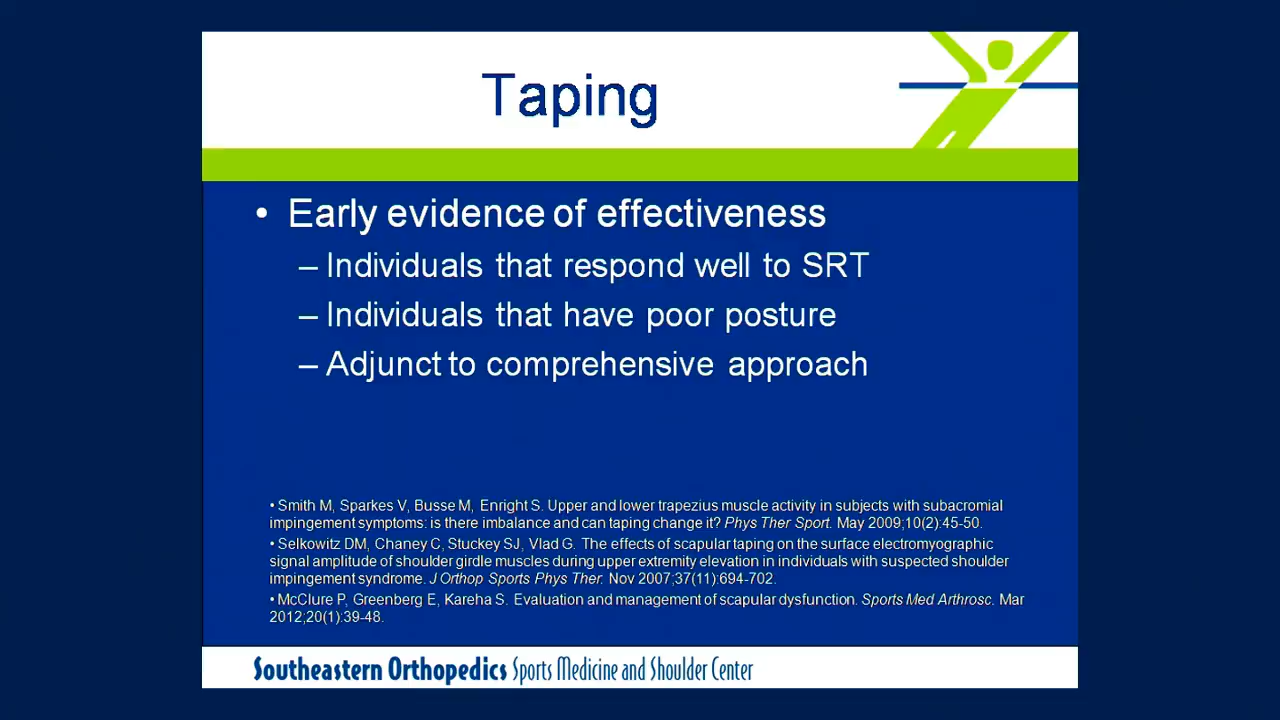 Taping
• Early evidence of effectiveness
– Individuals that respond well to SRT
– Individuals that have poor posture
– Adjunct to comprehensive approach
• Smith M, Sparkes V, Busse M, Enright S. Upper and lower trapezius muscle activity in subjects with subacromial
impingement symptoms: is there imbalance and can taping change it? Phys Ther Sport. May 2009;10(2):45-50.
• Selkowitz DM, Chaney C, Stuckey SJ, Vlad G. The effects of scapular taping on the surface electromyographic
signal amplitude of shoulder girdle muscles during upper extremity elevation in individuals with suspected shoulder
impingement syndrome. J Orthop Sports Phys Ther. Nov 2007;37(11):694-702.
• McClure P, Greenberg E, Kareha S. Evaluation and management of scapular dysfunction. Sports Med Arthrosc. Mar
2012;20(1):39-48.
Southeastern Orthopedics Sports Medicine and Shoulder Center